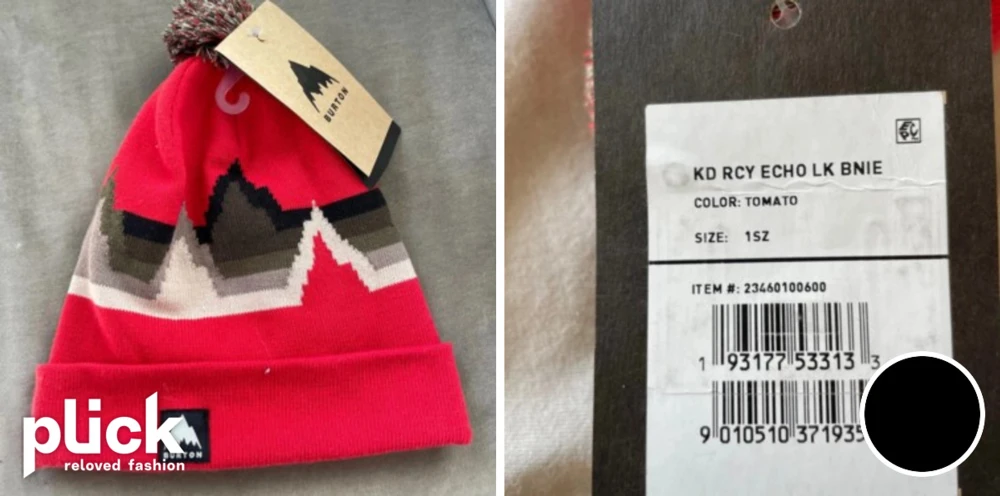 BURTON
BURTON
plick
reloved fashion
KD RCY ECHO LK BNIE
COLOR: TOMATO
SIZE: 1SZ
ITEM #: 23460100600
1 93177 53313 3
9 010510 371935